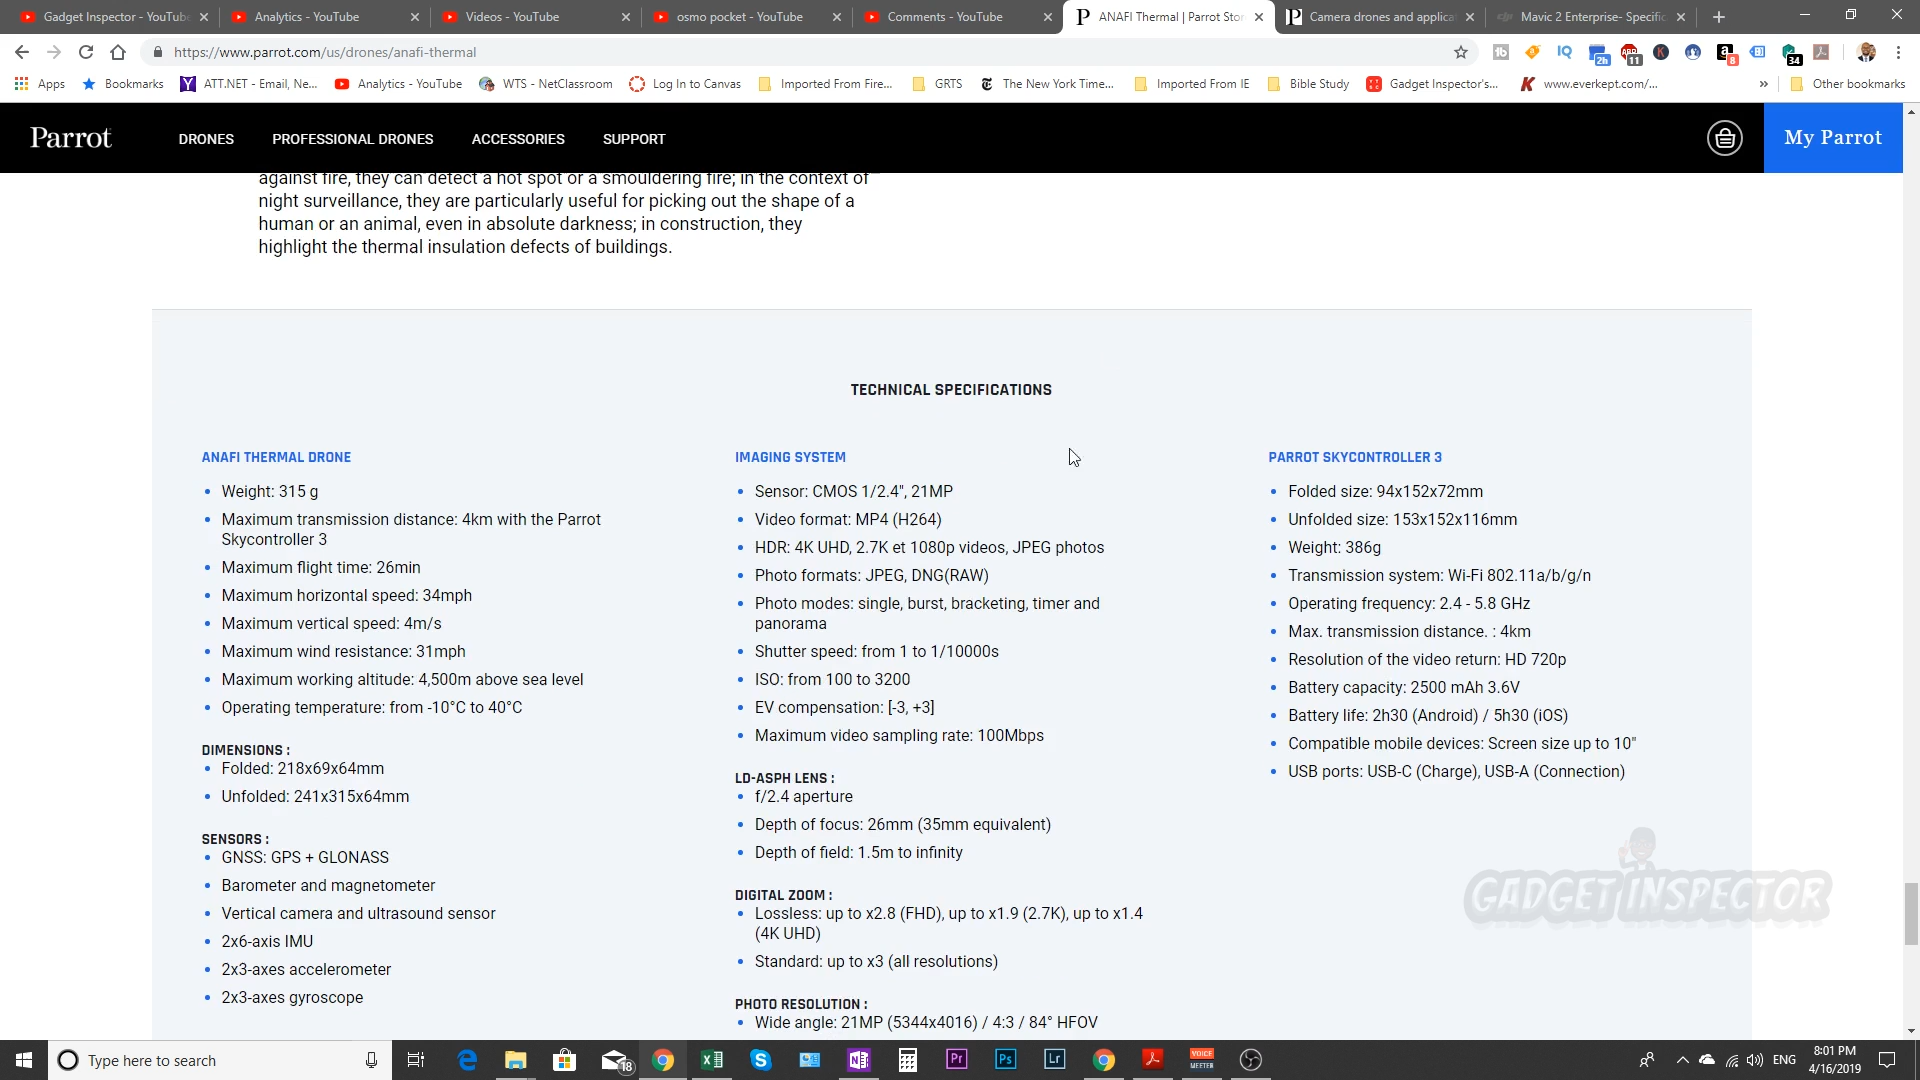 Gadget Inspector - YouTube
Analytics - YouTube
Videos - YouTube
osmo pocket - YouTube
Comments - YouTube
ANAFI Thermal | Parrot Stor
Camera drones and applicat
Mavic 2 Enterprise- Specific
https://www.parrot.com/us/drones/anafi-thermal
Apps
Bookmarks
ATT.NET - Email, Ne...
Analytics - YouTube
WTS - NetClassroom
Log In to Canvas
Imported From Fire...
GRTS
The New York Time...
Imported From IE
Bible Study
Gadget Inspector's...
www.everkept.com/...
Other bookmarks
Parrot
DRONES
PROFESSIONAL DRONES
ACCESSORIES
SUPPORT
My Parrot
against fire, they can detect a hot spot or a smouldering fire; in the context of
night surveillance, they are particularly useful for picking out the shape of a
human or an animal, even in absolute darkness; in construction, they
highlight the thermal insulation defects of buildings.
TECHNICAL SPECIFICATIONS
ANAFI THERMAL DRONE
Weight: 315 g
Maximum transmission distance: 4km with the Parrot
Skycontroller 3
Maximum flight time: 26min
Maximum horizontal speed: 34mph
Maximum vertical speed: 4m/s
Maximum wind resistance: 31mph
Maximum working altitude: 4,500m above sea level
Operating temperature: from -10°C to 40°C
DIMENSIONS :
Folded: 218x69x64mm
Unfolded: 241x315x64mm
SENSORS :
GNSS: GPS + GLONASS
Barometer and magnetometer
Vertical camera and ultrasound sensor
2x6-axis IMU
2x3-axes accelerometer
2x3-axes gyroscope
IMAGING SYSTEM
Sensor: CMOS 1/2.4", 21MP
Video format: MP4 (H264)
HDR: 4K UHD, 2.7K et 1080p videos, JPEG photos
Photo formats: JPEG, DNG(RAW)
Photo modes: single, burst, bracketing, timer and
panorama
Shutter speed: from 1 to 1/10000s
ISO: from 100 to 3200
EV compensation: [-3, +3]
Maximum video sampling rate: 100Mbps
LD-ASPH LENS :
f/2.4 aperture
Depth of focus: 26mm (35mm equivalent)
Depth of field: 1.5m to infinity
DIGITAL ZOOM :
Lossless: up to x2.8 (FHD), up to x1.9 (2.7K), up to x1.4
(4K UHD)
Standard: up to x3 (all resolutions)
PHOTO RESOLUTION :
Wide angle: 21MP (5344x4016) / 4:3 / 84° HFOV
PARROT SKYCONTROLLER 3
Folded size: 94x152x72mm
Unfolded size: 153x152x116mm
Weight: 386g
Transmission system: Wi-Fi 802.11a/b/g/n
Operating frequency: 2.4 - 5.8 GHz
Max. transmission distance. : 4km
Resolution of the video return: HD 720p
Battery capacity: 2500 mAh 3.6V
Battery life: 2h30 (Android) / 5h30 (iOS)
Compatible mobile devices: Screen size up to 10"
USB ports: USB-C (Charge), USB-A (Connection)
GADGET INSPECTOR
Type here to search
18
Pr
Ps
Lr
VOICE
MEETER
ENG
8:01 PM
4/16/2019